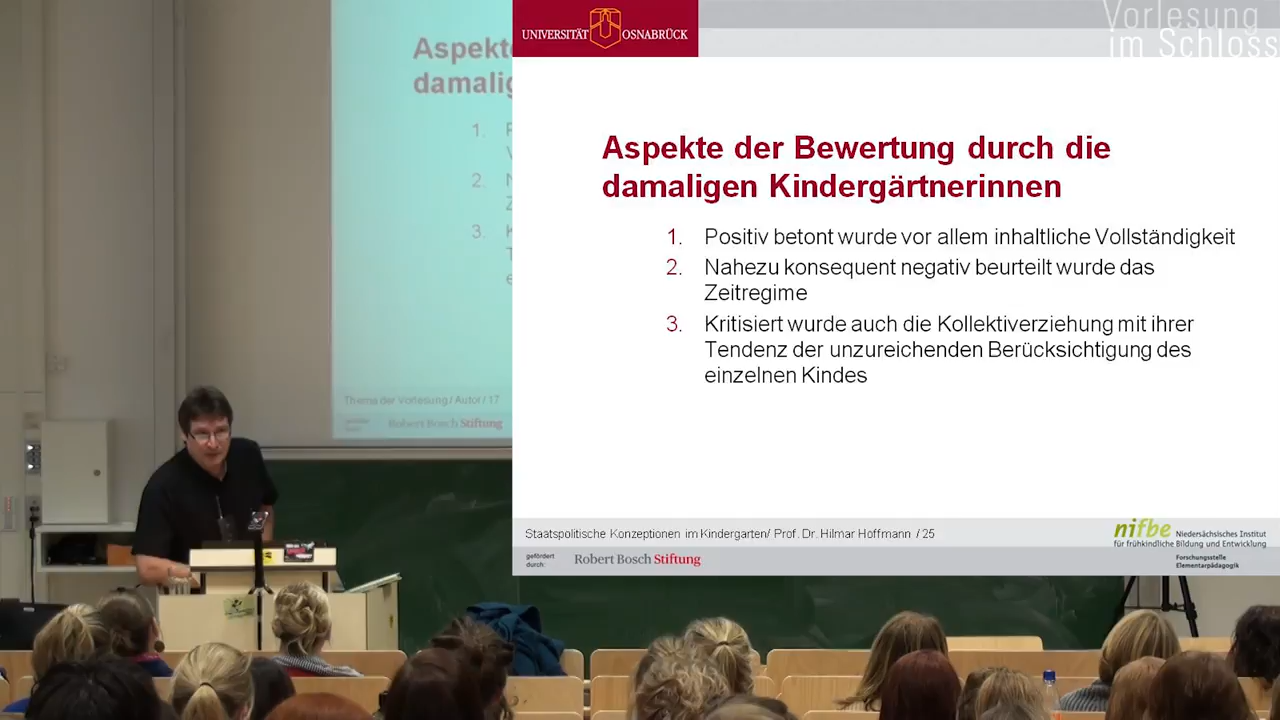 UNIVERSITÄT OSNABRÜCK
Vorlesung
im Schloss
Aspekte der Bewertung durch die
damaligen Kindergärtnerinnen
1. Positiv betont wurde vor allem inhaltliche Vollständigkeit
2. Nahezu konsequent negativ beurteilt wurde das
Zeitregime
3. Kritisiert wurde auch die Kollektiverziehung mit ihrer
Tendenz der unzureichenden Berücksichtigung des
einzelnen Kindes
Staatspolitische Konzeptionen im Kindergarten/ Prof. Dr. Hilmar Hoffmann / 25
gefördert
durch:
Robert Bosch Stiftung
nifbe Niedersächsisches Institut
für frühkindliche Bildung und Entwicklung
Forschungsstelle
Elementarpädagogik
Aspekte
damalig
1.
2.
3.
Thema der Vorlesung / Autor / 17
Robert Bosch Stiftung